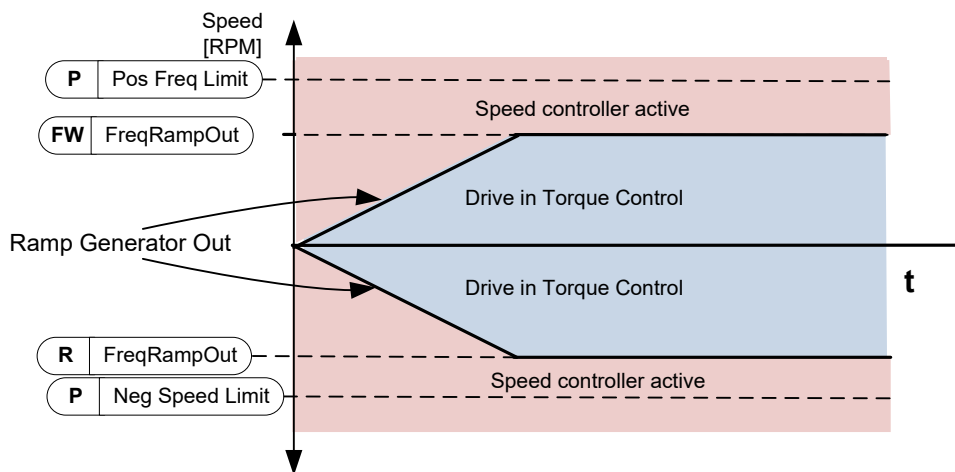 Speed
[RPM]
P Pos Freq Limit
Speed controller active
FW FreqRampOut
Drive in Torque Control
Ramp Generator Out
t
Drive in Torque Control
R FreqRampOut
Speed controller active
P Neg Speed Limit